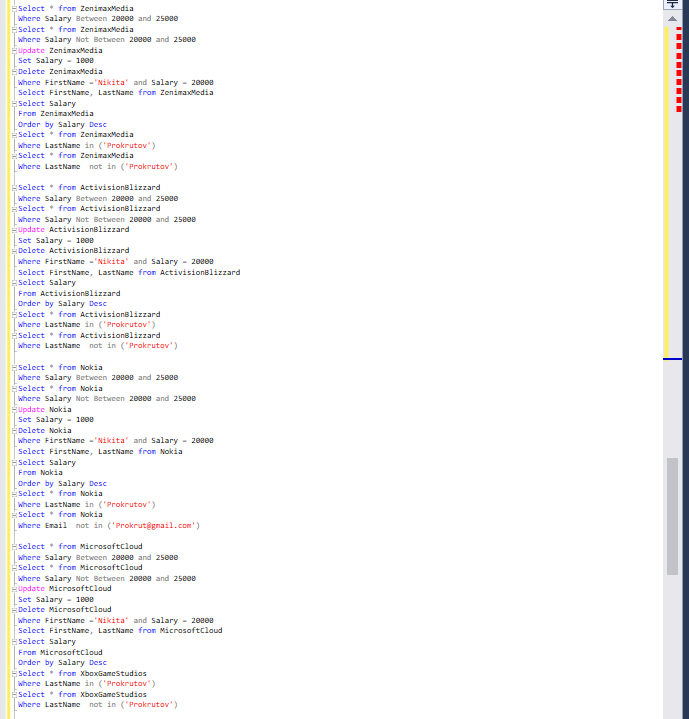 Select * from ZenimaxMedia
Where Salary Between 20000 and 25000
Select * from ZenimaxMedia
Where Salary Not Between 20000 and 25000
Update ZenimaxMedia
Set Salary = 1000
Delete ZenimaxMedia
Where FirstName ='Nikita' and Salary = 20000
Select FirstName, LastName from ZenimaxMedia
Select Salary
From ZenimaxMedia
Order by Salary Desc
Select * from ZenimaxMedia
Where LastName in ('Prokrutov')
Select * from ZenimaxMedia
Where LastName  not in ('Prokrutov')

Select * from ActivisionBlizzard
Where Salary Between 20000 and 25000
Select * from ActivisionBlizzard
Where Salary Not Between 20000 and 25000
Update ActivisionBlizzard
Set Salary = 1000
Delete ActivisionBlizzard
Where FirstName ='Nikita' and Salary = 20000
Select FirstName, LastName from ActivisionBlizzard
Select Salary
From ActivisionBlizzard
Order by Salary Desc
Select * from ActivisionBlizzard
Where LastName in ('Prokrutov')
Select * from ActivisionBlizzard
Where LastName  not in ('Prokrutov')

Select * from Nokia
Where Salary Between 20000 and 25000
Select * from Nokia
Where Salary Not Between 20000 and 25000
Update Nokia
Set Salary = 1000
Delete Nokia
Where FirstName ='Nikita' and Salary = 20000
Select FirstName, LastName from Nokia
Select Salary
From Nokia
Order by Salary Desc
Select * from Nokia
Where LastName in ('Prokrutov')
Select * from Nokia
Where Email  not in ('Prokrut@gmail.com')

Select * from MicrosoftCloud
Where Salary Between 20000 and 25000
Select * from MicrosoftCloud
Where Salary Not Between 20000 and 25000
Update MicrosoftCloud
Set Salary = 1000
Delete MicrosoftCloud
Where FirstName ='Nikita' and Salary = 20000
Select FirstName, LastName from MicrosoftCloud
Select Salary
From MicrosoftCloud
Order by Salary Desc
Select * from XboxGameStudios
Where LastName in ('Prokrutov')
Select * from XboxGameStudios
Where LastName  not in ('Prokrutov')